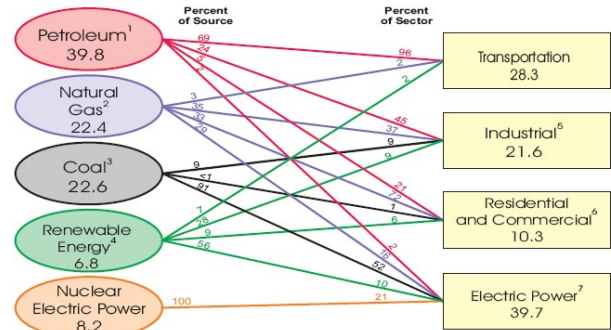 Percent
of Source
Percent
of Sector
Petroleum¹
39.8
Natural
Gas²
22.4
Coal³
22.6
Renewable
Energy⁴
6.8
Nuclear
Electric Power
8.2
69
24
5
2
3
35
33
29
9
<1
91
7
28
9
56
100
96
2
2
45
37
9
9
21
72
1
6
2
16
52
10
21
Transportation
28.3
Industrial⁵
21.6
Residential
and Commercial⁶
10.3
Electric Power⁷
39.7